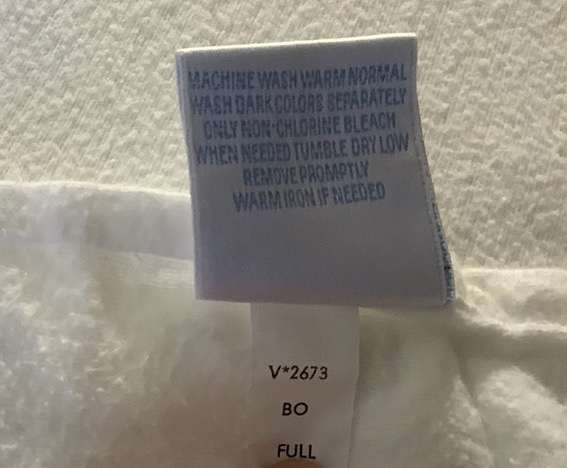 MACHINE WASH WARM NORMAL
WASH DARK COLORS SEPARATELY
ONLY NON-CHLORINE BLEACH
WHEN NEEDED TUMBLE DRY LOW
REMOVE PROMPTLY
WARM IRON IF NEEDED
V*2673
BO
FULL